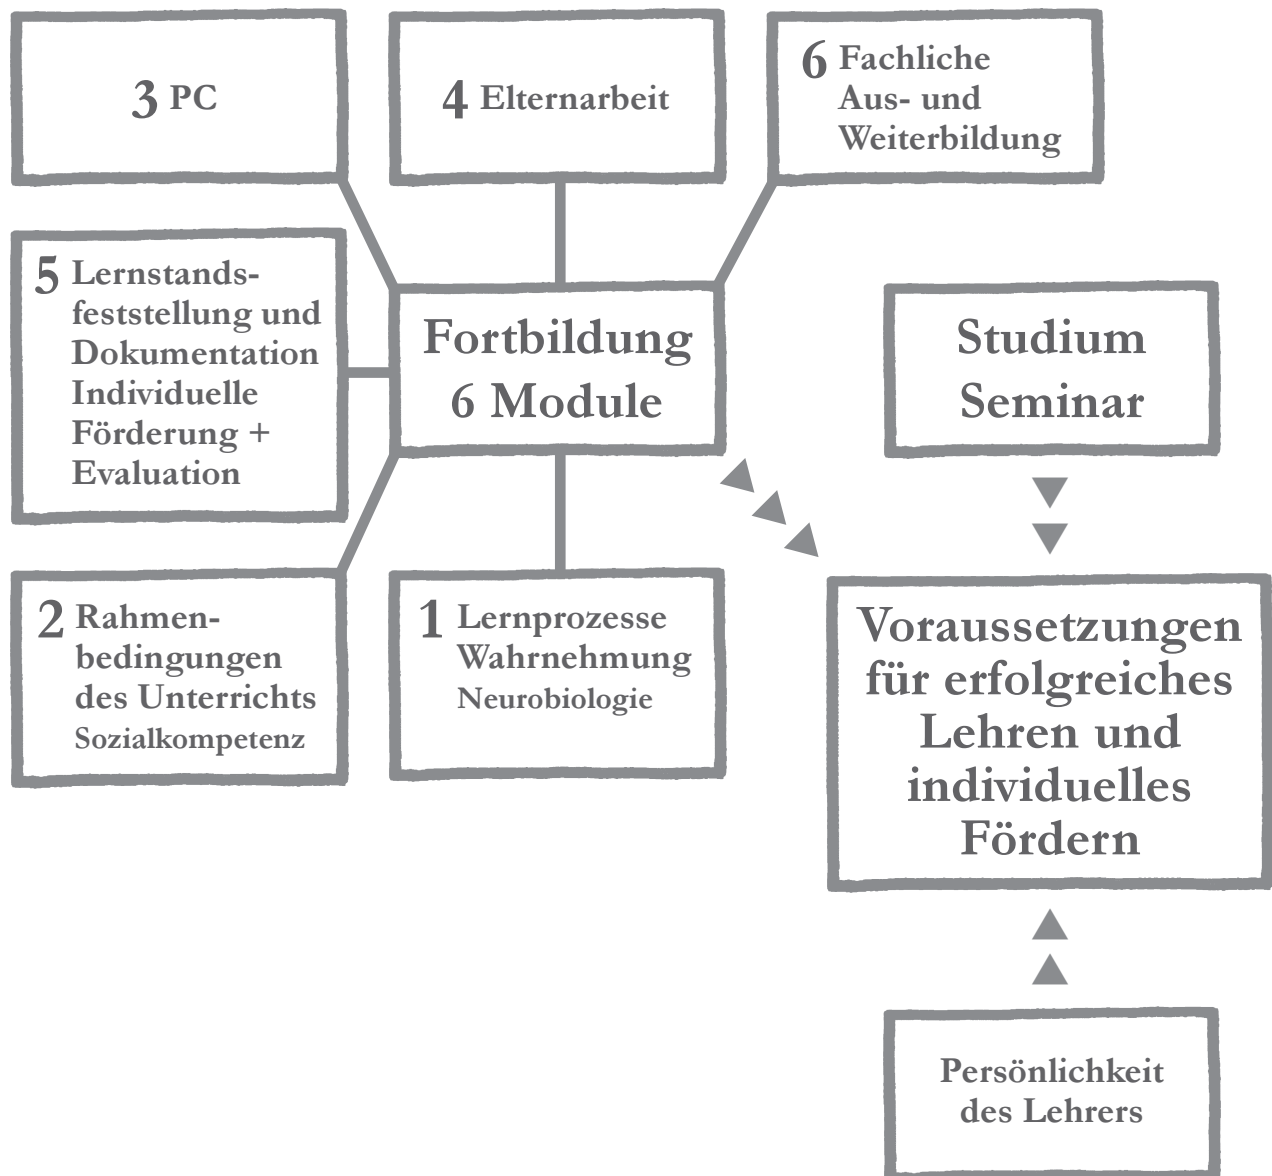 3 PC
4 Elternarbeit
6 Fachliche
Aus- und
Weiterbildung
5 Lernstands-
feststellung und
Dokumentation
Individuelle
Förderung +
Evaluation
Fortbildung
6 Module
Studium
Seminar
2 Rahmen-
bedingungen
des Unterrichts
Sozialkompetenz
1 Lernprozesse
Wahrnehmung
Neurobiologie
Voraussetzungen
für erfolgreiches
Lehren und
individuelles
Fördern
Persönlichkeit
des Lehrers